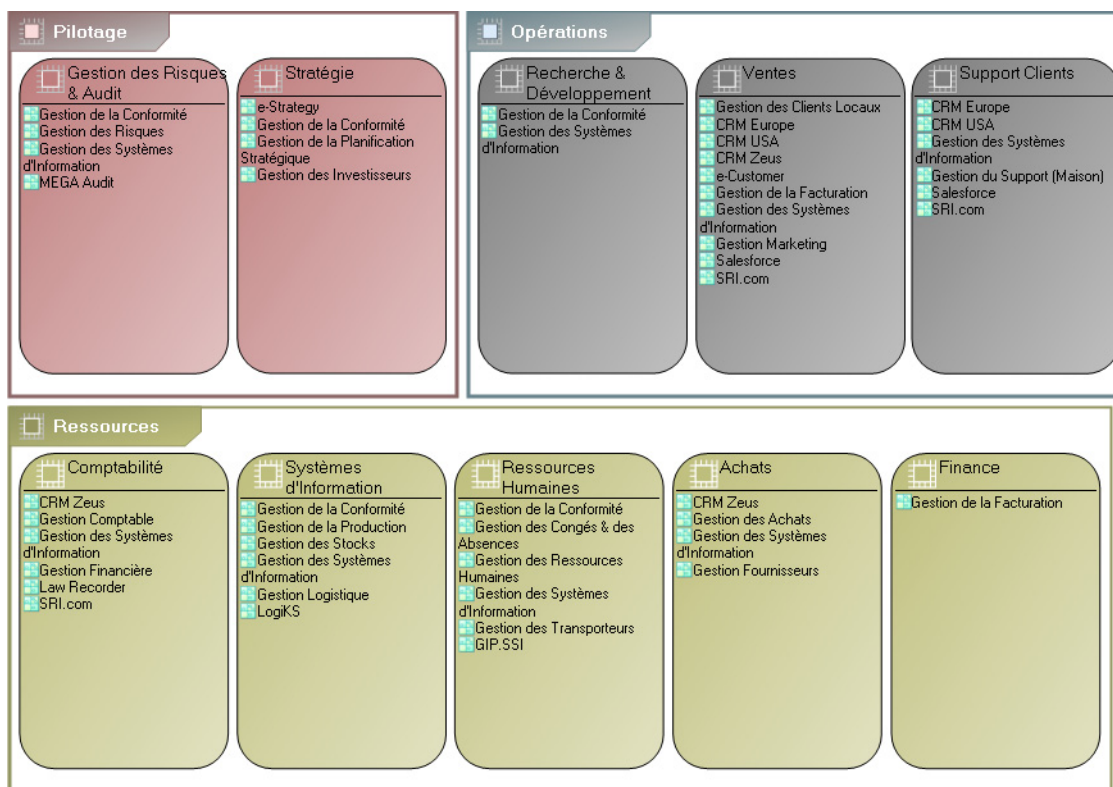 Pilotage
Gestion des Risques
& Audit
Gestion de la Conformité
Gestion des Risques
Gestion des Systèmes
d'Information
MEGA Audit
Stratégie
e-Strategy
Gestion de la Conformité
Gestion de la Planification
Stratégique
Gestion des Investisseurs
Opérations
Recherche &
Développement
Gestion de la Conformité
Gestion des Systèmes
d'Information
Ventes
Gestion des Clients Locaux
CRM Europe
CRM USA
CRM Zeus
e-Customer
Gestion de la Facturation
Gestion des Systèmes
d'Information
Gestion Marketing
Salesforce
SRI.com
Support Clients
CRM Europe
CRM USA
Gestion des Systèmes
d'Information
Gestion du Support (Maison)
Salesforce
SRI.com
Ressources
Comptabilité
CRM Zeus
Gestion Comptable
Gestion des Systèmes
d'Information
Gestion Financière
Law Recorder
SRI.com
Systèmes
d'Information
Gestion de la Conformité
Gestion de la Production
Gestion des Stocks
Gestion des Systèmes
d'Information
Gestion Logistique
LogiKS
Ressources
Humaines
Gestion de la Conformité
Gestion des Congés & des
Absences
Gestion des Ressources
Humaines
Gestion des Systèmes
d'Information
Gestion des Transporteurs
GIP.SSI
Achats
CRM Zeus
Gestion des Achats
Gestion des Systèmes
d'Information
Gestion Fournisseurs
Finance
Gestion de la Facturation